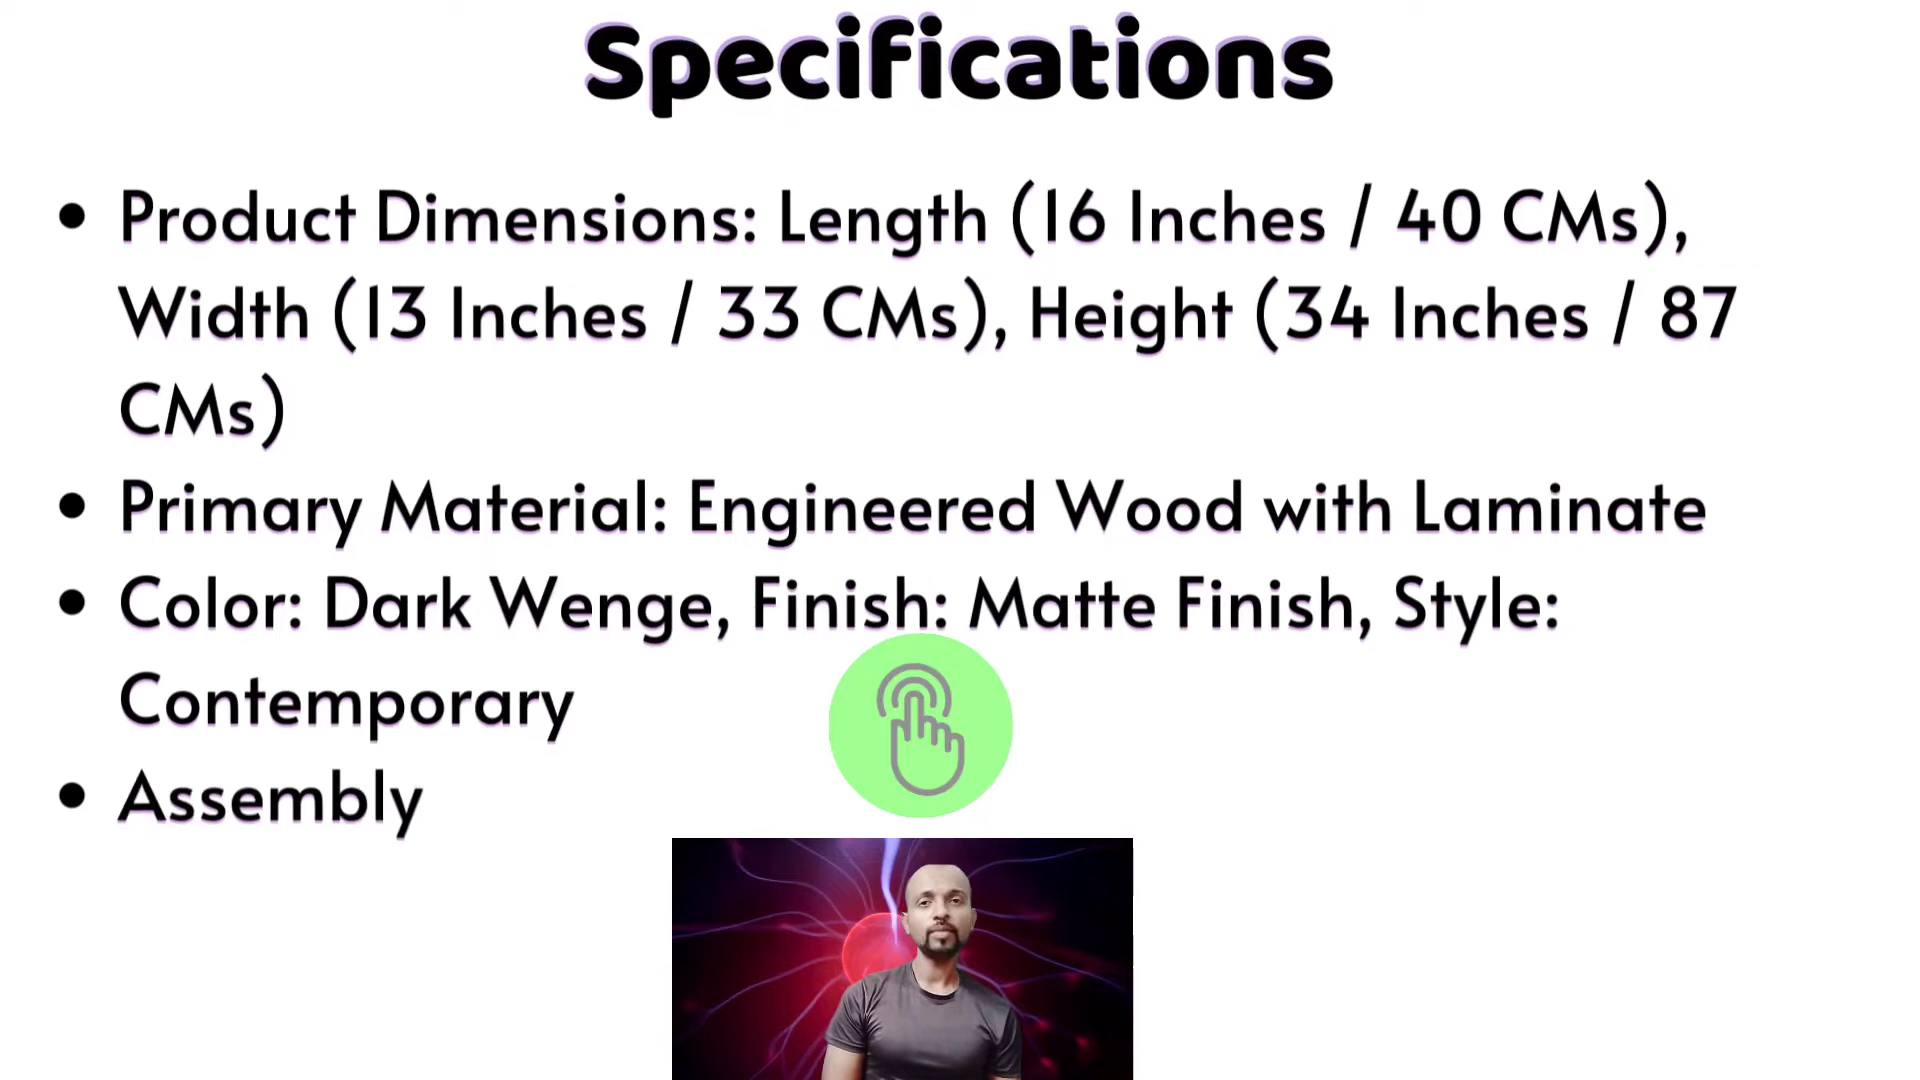 Specifications
• Product Dimensions: Length (16 Inches / 40 CMs),
Width (13 Inches / 33 CMs), Height (34 Inches / 87
CMs)
• Primary Material: Engineered Wood with Laminate
• Color: Dark Wenge, Finish: Matte Finish, Style:
Contemporary
• Assembly